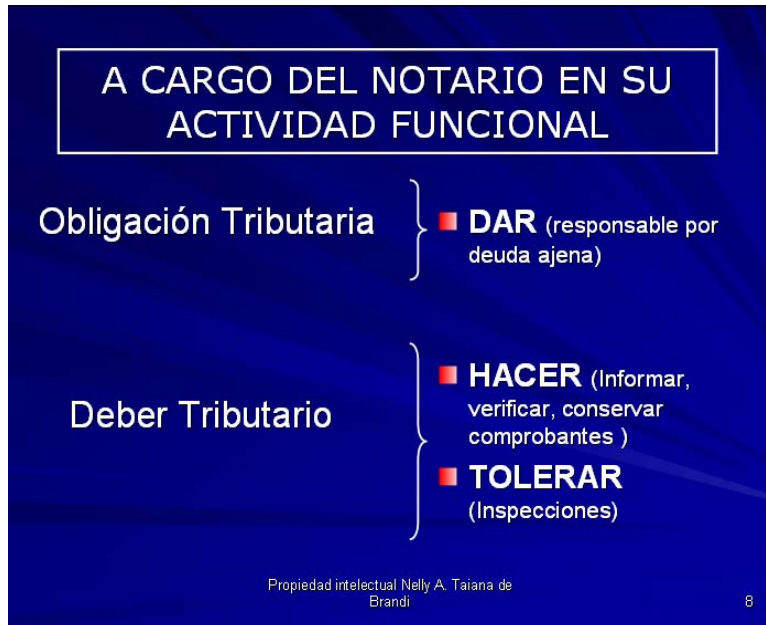 A CARGO DEL NOTARIO EN SU
ACTIVIDAD FUNCIONAL
Obligación Tributaria
DAR (responsable por
deuda ajena)
Deber Tributario
HACER (Informar,
verificar, conservar
comprobantes )
TOLERAR
(Inspecciones)
Propiedad intelectual Nelly A. Taiana de
Brandi
8